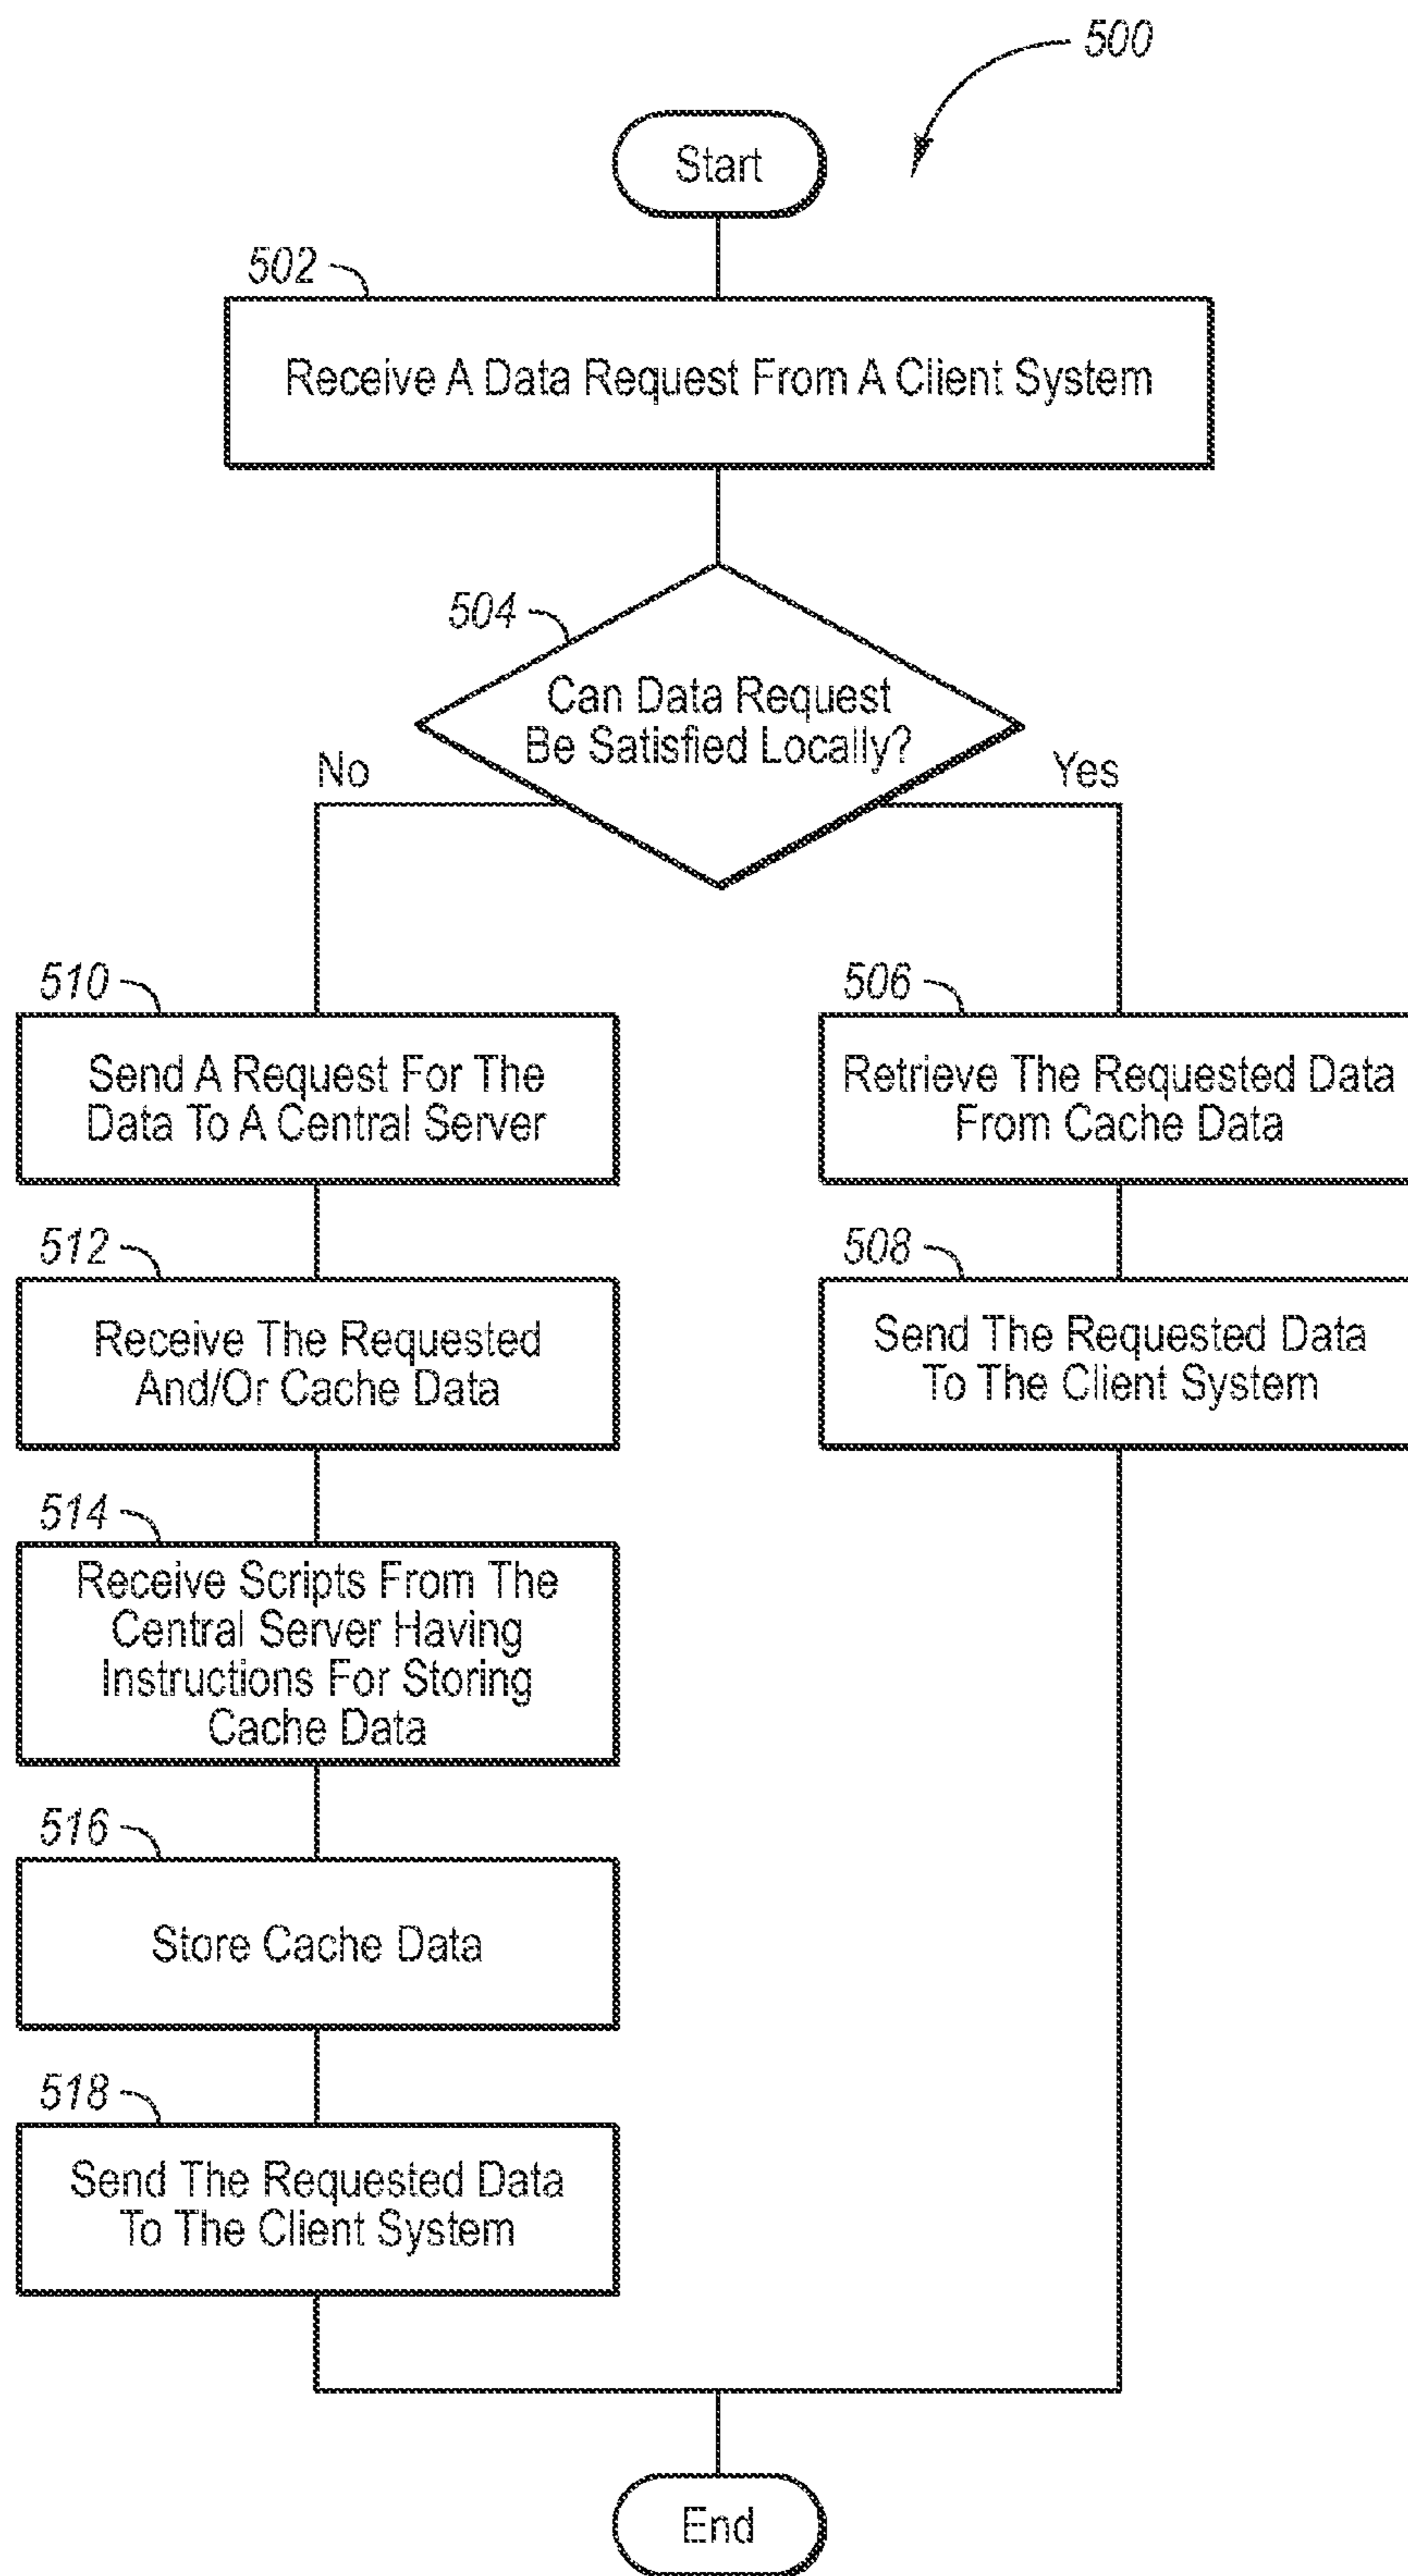 500
Start
502
Receive A Data Request From A Client System
504
Can Data Request
Be Satisfied Locally?
No
Yes
510
Send A Request For The
Data To A Central Server
506
Retrieve The Requested Data
From Cache Data
512
Receive The Requested
And/Or Cache Data
508
Send The Requested Data
To The Client System
514
Receive Scripts From The
Central Server Having
Instructions For Storing
Cache Data
516
Store Cache Data
518
Send The Requested Data
To The Client System
End